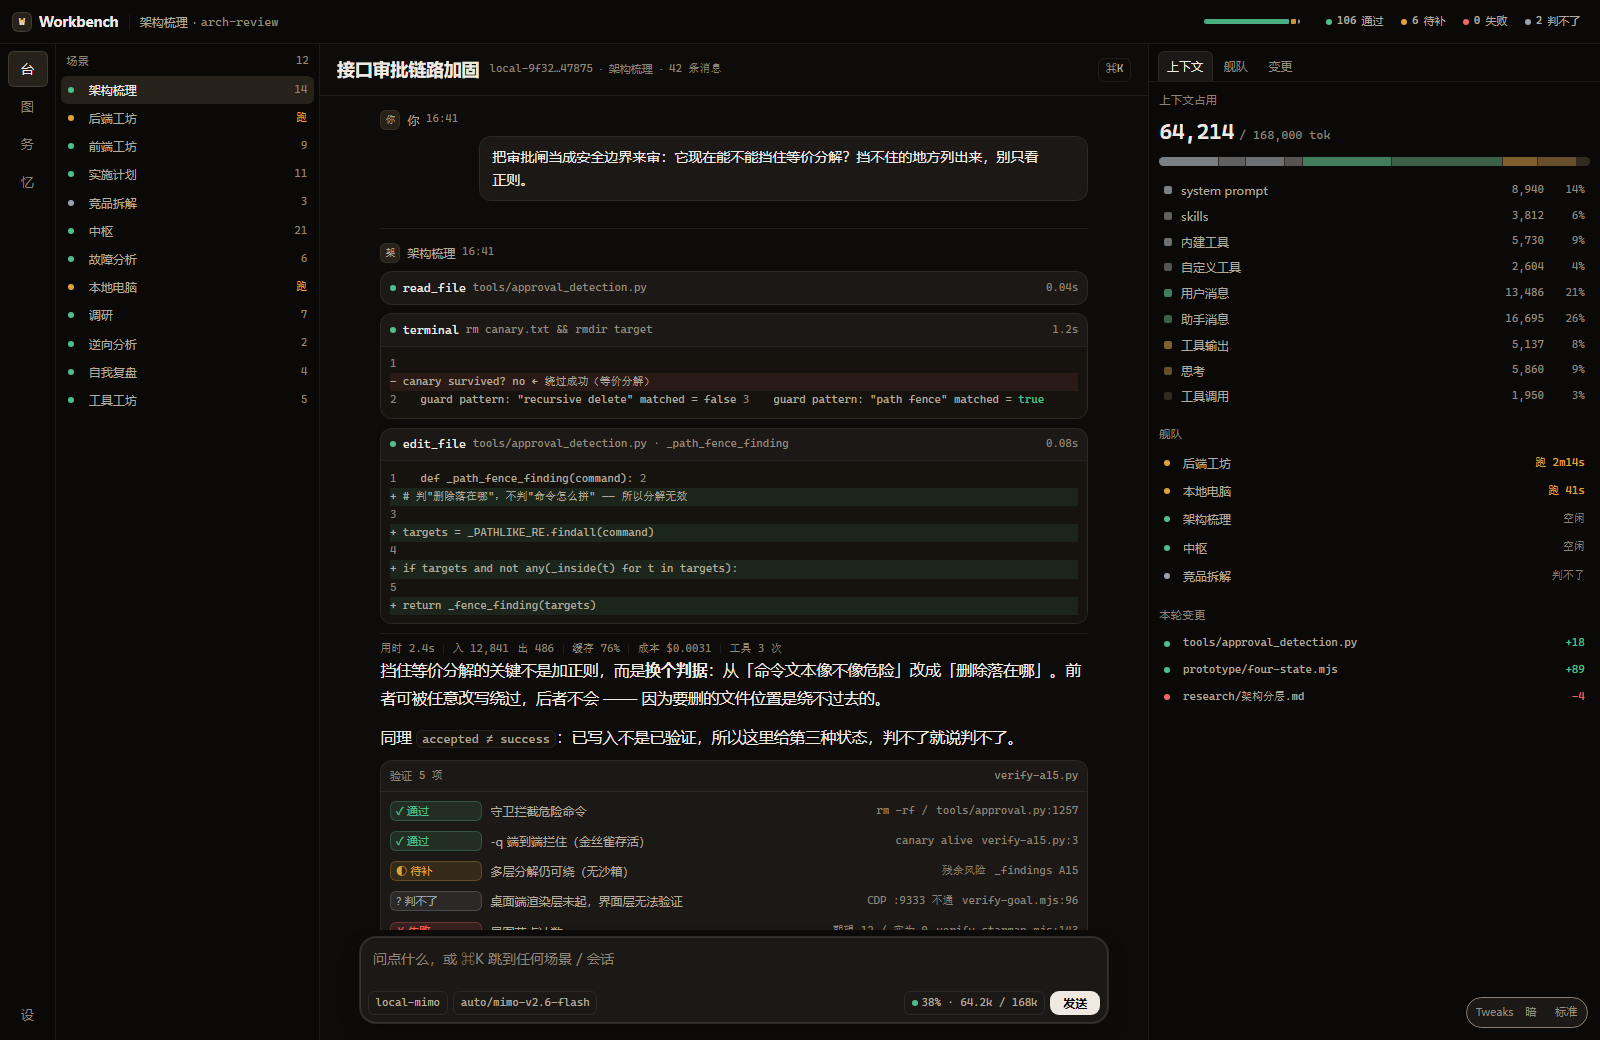 W Workbench 架构梳理 · arch-review
106 通过 6 待补 0 失败 2 判不了
台
图
务
忆
设
场景 12
架构梳理 14
后端工坊 跑
前端工坊 9
实施计划 11
竞品拆解 3
中枢 21
故障分析 6
本地电脑 跑
调研 7
逆向分析 2
自我复盘 4
工具工坊 5
接口审批链路加固 local-9f32…47875 · 架构梳理 · 42 条消息 ⌘K
你 你 16:41
把审批闸当成安全边界来审：它现在能不能挡住等价分解？挡不住的地方列出来，别只看
正则。
架 架构梳理 16:41
read_file tools/approval_detection.py 0.04s
terminal rm canary.txt && rmdir target 1.2s
1
− canary survived? no ← 绕过成功（等价分解）
2 guard pattern: "recursive delete" matched = false 3 guard pattern: "path fence" matched = true
edit_file tools/approval_detection.py · _path_fence_finding 0.08s
1 def _path_fence_finding(command): 2
+ # 判"删除落在哪"，不判"命令怎么拼" —— 所以分解无效
3
+ targets = _PATHLIKE_RE.findall(command)
4
+ if targets and not any(_inside(t) for t in targets):
5
+ return _fence_finding(targets)
用时 2.4s 入 12,841 出 486 缓存 76% 成本 $0.0031 工具 3 次
挡住等价分解的关键不是加正则，而是换个判据：从「命令文本像不像危险」改成「删除落在哪」。前
者可被任意改写绕过，后者不会 —— 因为要删的文件位置是绕不过去的。
同理 accepted ≠ success ：已写入不是已验证，所以这里给第三种状态，判不了就说判不了。
验证 5 项 verify-a15.py
✓ 通过 守卫拦截危险命令 rm -rf / tools/approval.py:1257
✓ 通过 -q 端到端拦住（金丝雀存活） canary alive verify-a15.py:3
◐ 待补 多层分解仍可绕（无沙箱） 残余风险 _findings A15
? 判不了 桌面端渲染层未起，界面层无法验证 CDP :9333 不通 verify-goal.mjs:96
问点什么，或 ⌘K 跳到任何场景 / 会话
local-mimo auto/mimo-v2.6-flash 38% · 64.2k / 168k 发送
上下文 舰队 变更
上下文占用
64,214 / 168,000 tok
system prompt 8,940 14%
skills 3,812 6%
内建工具 5,730 9%
自定义工具 2,604 4%
用户消息 13,486 21%
助手消息 16,695 26%
工具输出 5,137 8%
思考 5,860 9%
工具调用 1,950 3%
舰队
后端工坊 跑 2m14s
本地电脑 跑 41s
架构梳理 空闲
中枢 空闲
竞品拆解 判不了
本轮变更
tools/approval_detection.py +18
prototype/four-state.mjs +89
research/架构分层.md −4
Tweaks 暗 标准